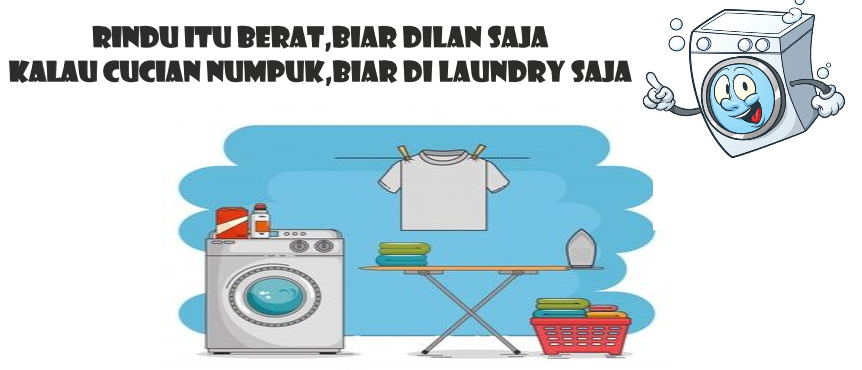 RINDU ITU BERAT,BIAR DILAN SAJA
KALAU CUCIAN NUMPUK,BIAR DI LAUNDRY SAJA